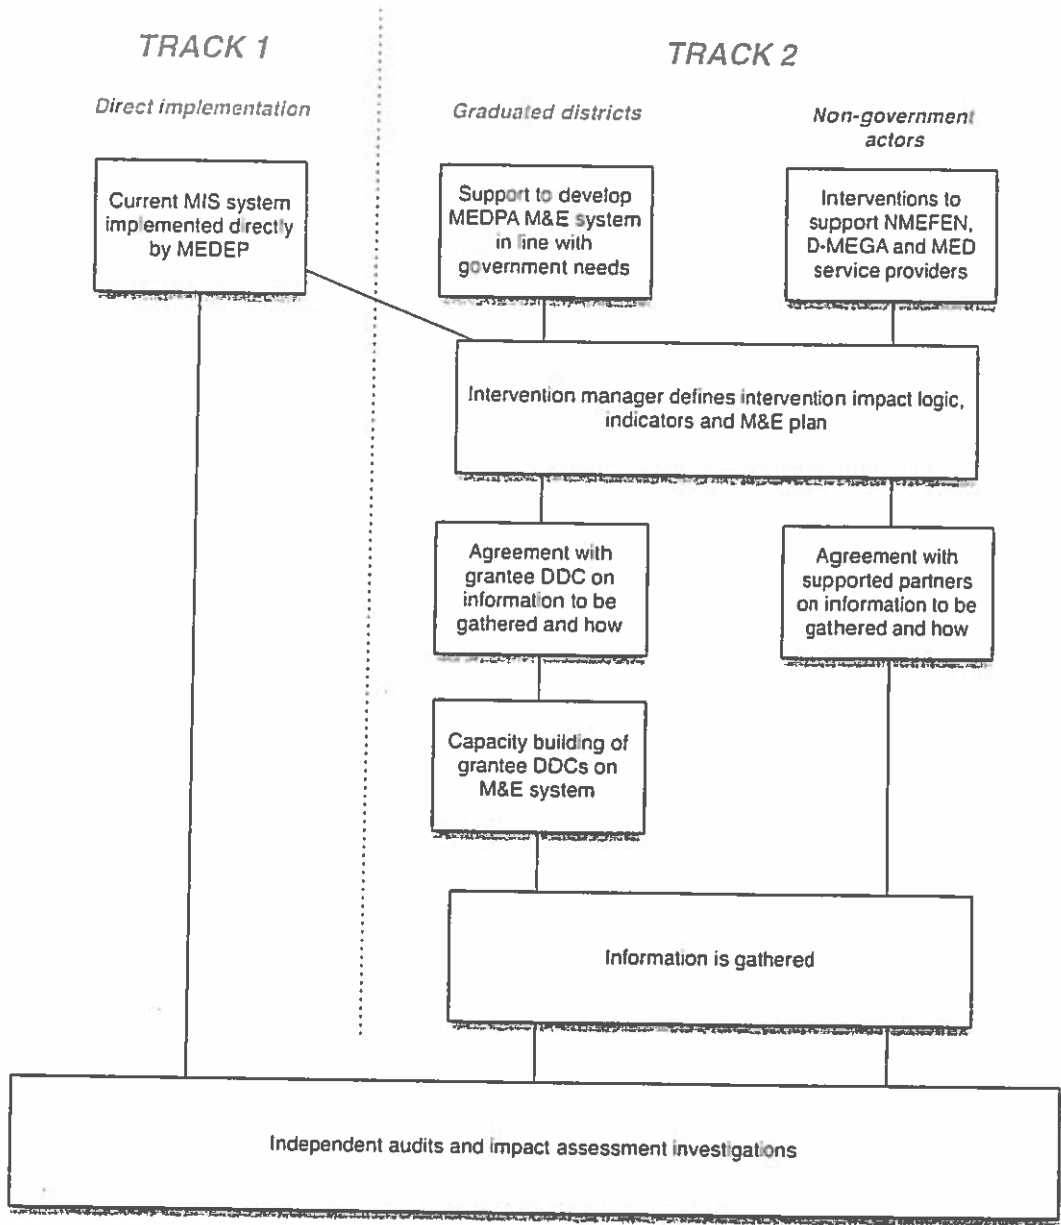 TRACK 1
TRACK 2
Direct implementation
Graduated districts
Non-government
actors
Current MIS system
implemented directly
by MEDEP
Support to develop
MEDPA M&E system
in line with
government needs
Interventions to
support NMEFEN,
D-MEGA and MED
service providers
Intervention manager defines intervention impact logic,
indicators and M&E plan
Agreement with
grantee DDC on
information to be
gathered and how
Agreement with
supported partners
on information to be
gathered and how
Capacity building of
grantee DDCs on
M&E system
Information is gathered
Independent audits and impact assessment investigations